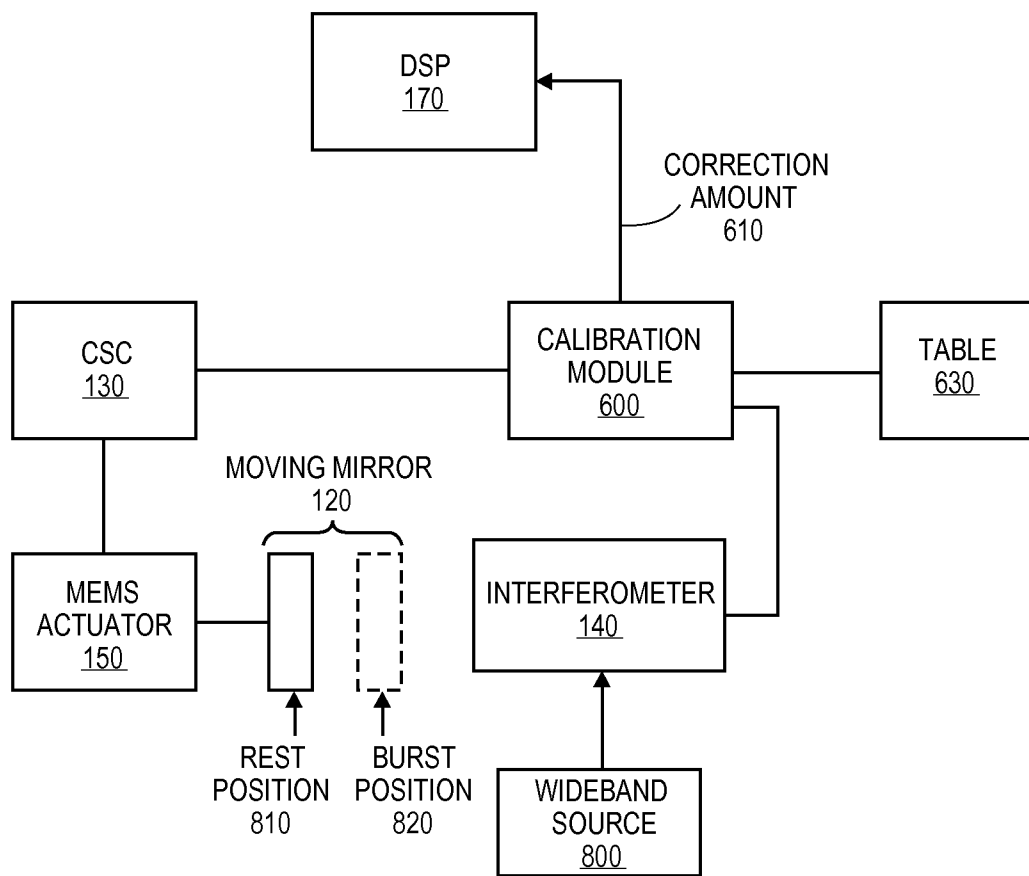 DSP
170
CORRECTION
AMOUNT
610
CSC
130
CALIBRATION
MODULE
600
TABLE
630
MOVING MIRROR
120
MEMS
ACTUATOR
150
INTERFEROMETER
140
REST
POSITION
810
BURST
POSITION
820
WIDEBAND
SOURCE
800